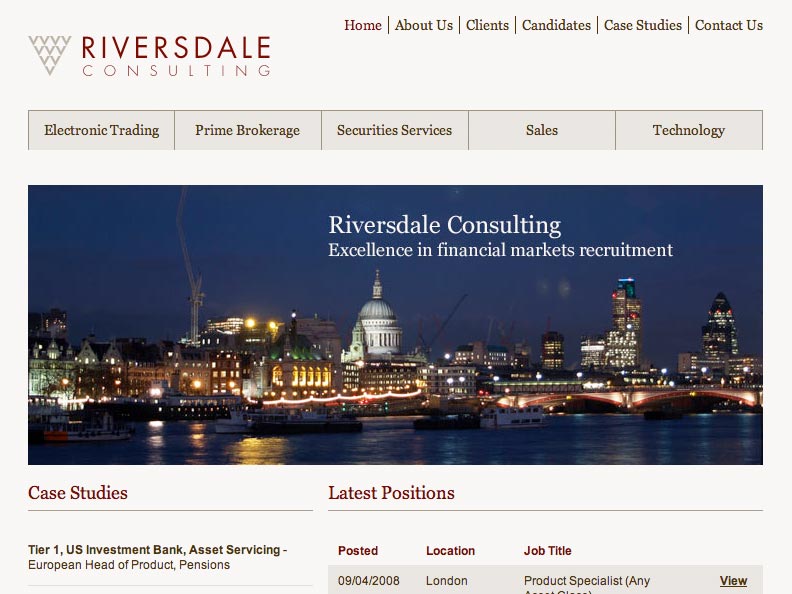 Home About Us Clients Candidates Case Studies Contact Us
RIVERSDALE
CONSULTING
Electronic Trading Prime Brokerage Securities Services Sales Technology
Riversdale Consulting
Excellence in financial markets recruitment
Case Studies
Tier 1, US Investment Bank, Asset Servicing -
European Head of Product, Pensions
Latest Positions
Posted Location Job Title
09/04/2008 London Product Specialist (Any View
Asset Class)